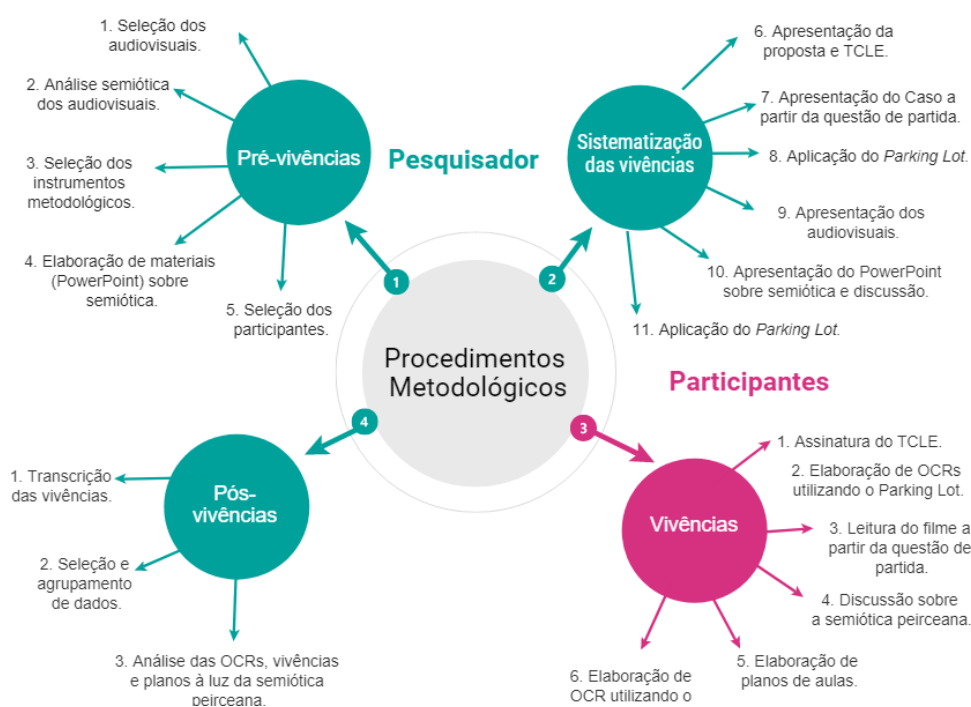 1. Seleção dos
audiovisuais.
2. Análise semiótica
dos audiovisuais.
3. Seleção dos
instrumentos
metodológicos.
4. Elaboração de materiais
(PowerPoint) sobre
semiótica.
5. Seleção dos
participantes.
Pré-vivências
Pesquisador
Sistematização
das vivências
6. Apresentação da
proposta e TCLE.
7. Apresentação do Caso a
partir da questão de partida.
8. Aplicação do Parking Lot.
9. Apresentação dos
audiovisuais.
10. Apresentação do PowerPoint
sobre semiótica e discussão.
11. Aplicação do Parking Lot.
1
2
Procedimentos
Metodológicos
4
3
Participantes
Vivências
1. Assinatura do TCLE.
2. Elaboração de OCRs
utilizando o Parking Lot.
3. Leitura do filme a
partir da questão de
partida.
4. Discussão sobre
a semiótica peirceana.
5. Elaboração de
planos de aulas.
6. Elaboração de
OCR utilizando o
Pós-
vivências
1. Transcrição
das vivências.
2. Seleção e
agrupamento
de dados.
3. Análise das OCRs, vivências
e planos à luz da semiótica
peirceana.